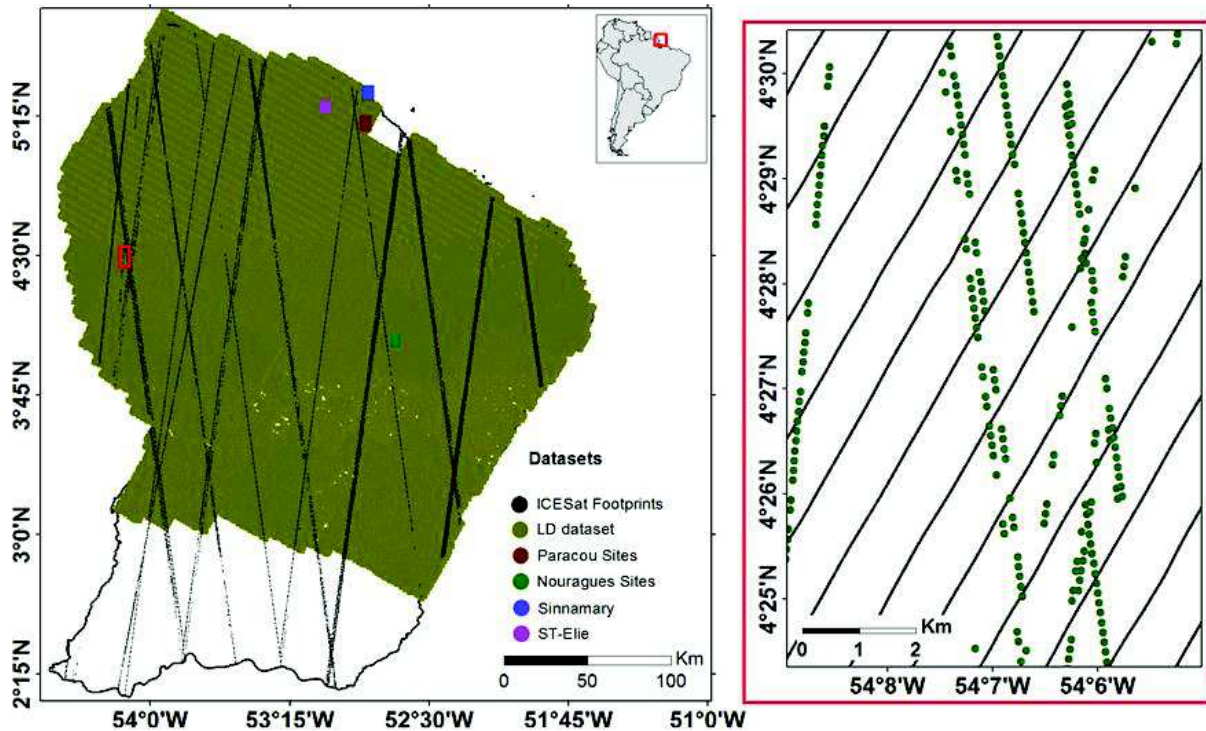 5°15'N
4°30'N
3°45'N
3°0'N
2°15'N
54°0'W
53°15'W
52°30'W
51°45'W
51°0'W
Datasets
ICESat Footprints
LD dataset
Paracou Sites
Nouragues Sites
Sinnamary
ST-Elie
Km
0
50
100
4°30'N
4°29'N
4°28'N
4°27'N
4°26'N
4°25'N
Km
0
1
2
54°8'W
54°7'W
54°6'W